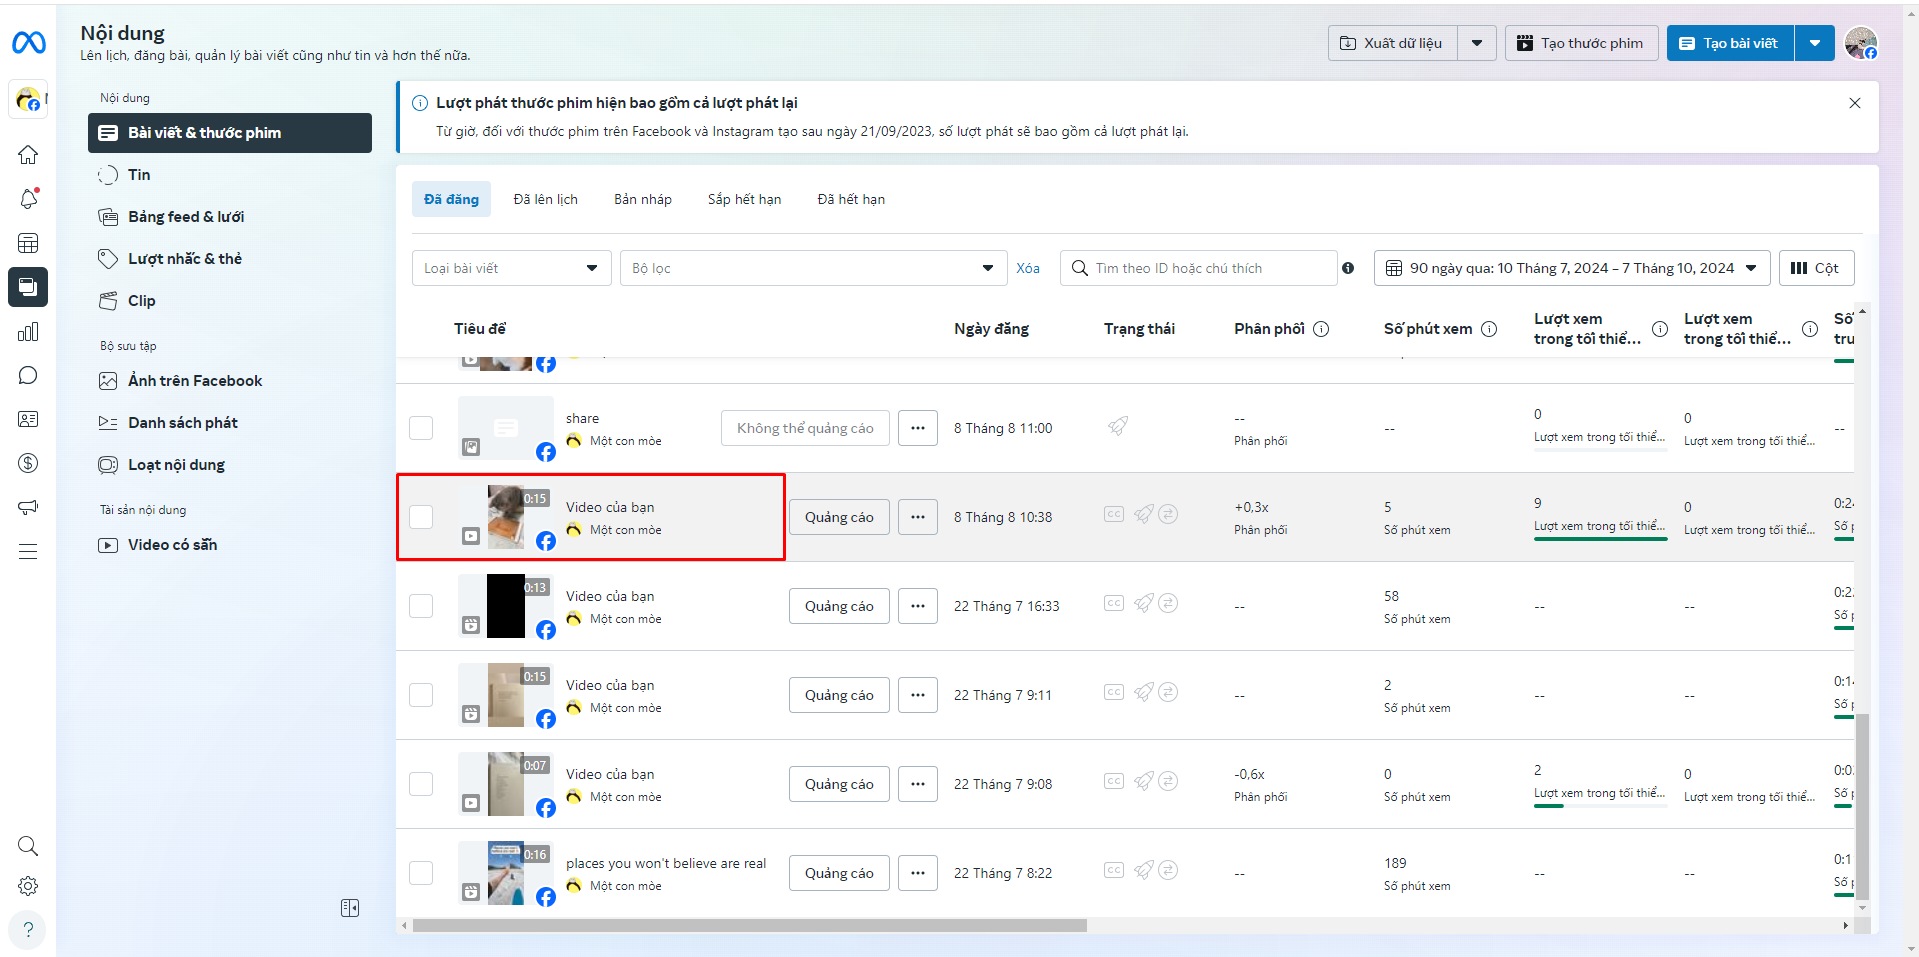 Nội dung
Lên lịch, đăng bài, quản lý bài viết cũng như tin và hơn thế nữa.
Xuất dữ liệu
Tạo thước phim
Tạo bài viết
Nội dung
Bài viết & thước phim
Tin
Bảng feed & lưới
Lượt nhắc & thẻ
Clip
Bộ sưu tập
Ảnh trên Facebook
Danh sách phát
Loạt nội dung
Tài sản nội dung
Video có sẵn
Lượt phát thước phim hiện bao gồm cả lượt phát lại
Từ giờ, đối với thước phim trên Facebook và Instagram tạo sau ngày 21/09/2023, số lượt phát sẽ bao gồm cả lượt phát lại.
Đã đăng Đã lên lịch Bản nháp Sắp hết hạn Đã hết hạn
Loại bài viết Bộ lọc Xóa Tìm theo ID hoặc chú thích 90 ngày qua: 10 Tháng 7, 2024 – 7 Tháng 10, 2024 Cột
Tiêu đề Ngày đăng Trạng thái Phân phối Số phút xem Lượt xem trong tối thiể... Lượt xem trong tối thiể... Số tru
share
Một con mòe
Không thể quảng cáo ••• 8 Tháng 8 11:00
--
Phân phối
--
0
Lượt xem trong tối thiể...
0
Lượt xem trong tối thiể...
--
0:15
Video của bạn
Một con mòe
Quảng cáo ••• 8 Tháng 8 10:38
CC
+0,3x
Phân phối
5
Số phút xem
9
Lượt xem trong tối thiể...
0
Lượt xem trong tối thiể...
0:24
Số p
0:13
Video của bạn
Một con mòe
Quảng cáo ••• 22 Tháng 7 16:33
CC
--
58
Số phút xem
--
--
0:2
Số p
0:15
Video của bạn
Một con mòe
Quảng cáo ••• 22 Tháng 7 9:11
CC
--
2
Số phút xem
--
--
0:14
Số p
0:07
Video của bạn
Một con mòe
Quảng cáo ••• 22 Tháng 7 9:08
CC
-0,6x
Phân phối
0
Số phút xem
2
Lượt xem trong tối thiể...
0
Lượt xem trong tối thiể...
0:0
Số p
0:16
places you won't believe are real
Một con mòe
Quảng cáo ••• 22 Tháng 7 8:22
CC
--
189
Số phút xem
--
--
0:1
Số p